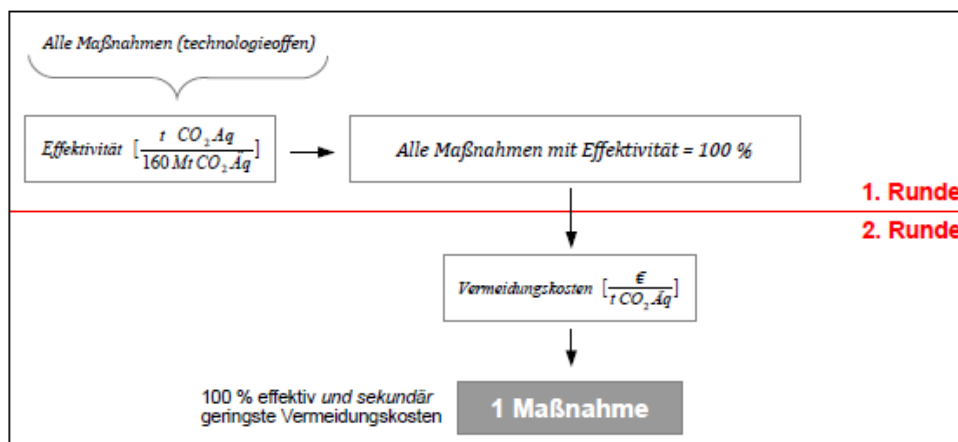 Alle Maßnahmen (technologieoffen)
Effektivität [t CO₂Äq / 160 Mt CO₂Äq]
Alle Maßnahmen mit Effektivität = 100 %
1. Runde
2. Runde
Vermeidungskosten [€ / t CO₂Äq]
100 % effektiv und sekundär
geringste Vermeidungskosten
1 Maßnahme